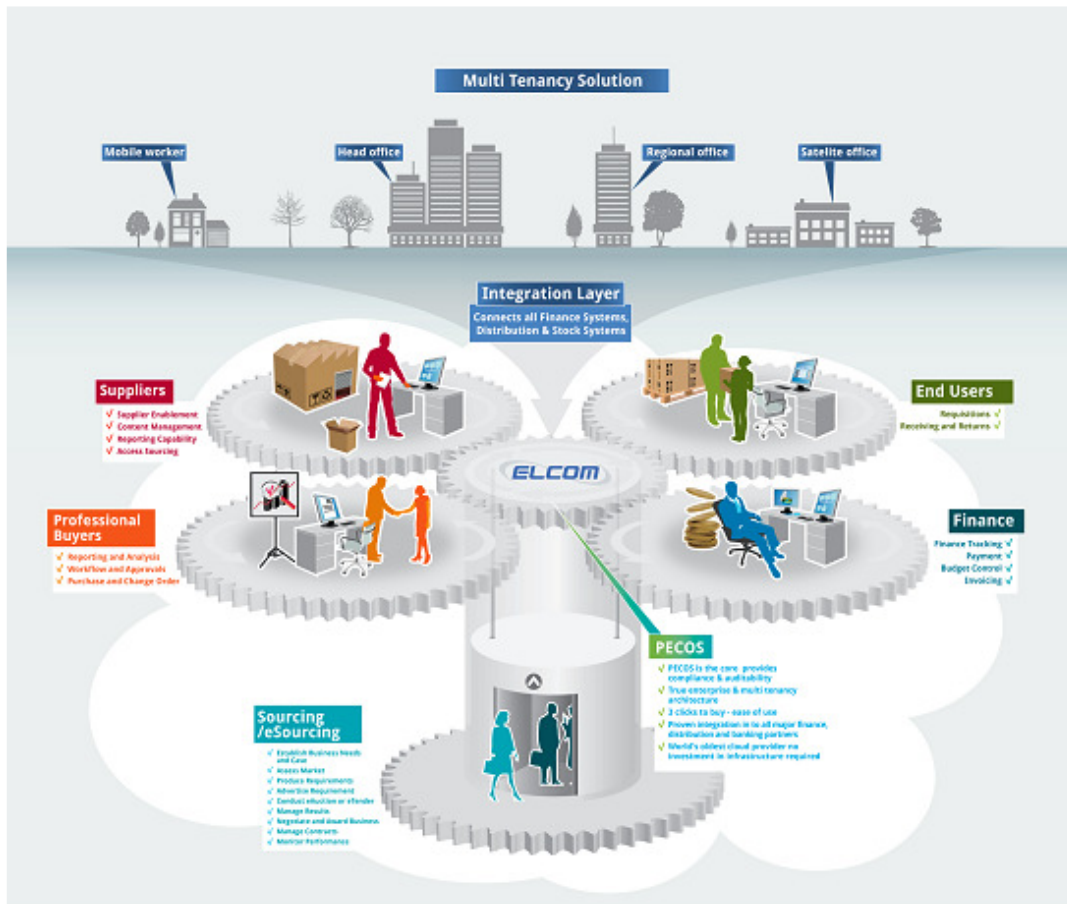 Multi Tenancy Solution
Mobile worker
Head office
Regional office
Satelite office
Integration Layer
Connects all Finance Systems,
Distribution & Stock Systems
Suppliers
Supplier Enablement
Content Management
Reporting Capability
Access Sourcing
End Users
Requisitions
Receiving and Returns
ELCOM
Professional
Buyers
Reporting and Analysis
Workflow and Approvals
Purchase and Change Order
Finance
Finance Tracking
Payment
Budget Control
Invoicing
PECOS
PECOS is the core provides
compliance & auditability
True enterprise & multi tenancy
architecture
3 clicks to buy - ease of use
Proven integration in to all major finance,
distribution and banking partners
World's oldest cloud provider no
investment in infrastructure required
Sourcing
/eSourcing
Establish Business Needs
and Case
Assess Market
Produce Requirements
Advertise Requirement
Conduct eAuction or eTender
Manage Results
Negotiate and Award Business
Manage Contracts
Monitor Performance